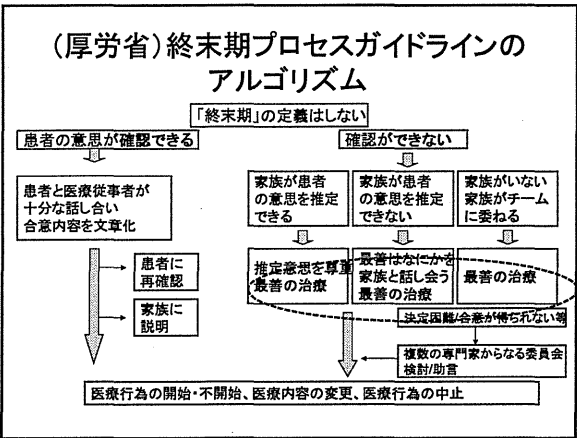 (厚労省)終末期プロセスガイドラインの
アルゴリズム
「終末期」の定義はしない
患者の意思が確認できる
確認ができない
患者と医療従事者が
十分な話し合い
合意内容を文章化
患者に
再確認
家族に
説明
家族が患者
の意思を推定
できる
家族が患者
の意思を推定
できない
家族がいない
家族がチーム
に委ねる
推定意思を尊重
最善の治療
最善はなにかを
家族と話し合う
最善の治療
最善の治療
決定困難/合意が得られない等
複数の専門家からなる委員会
検討/助言
医療行為の開始・不開始、医療内容の変更、医療行為の中止